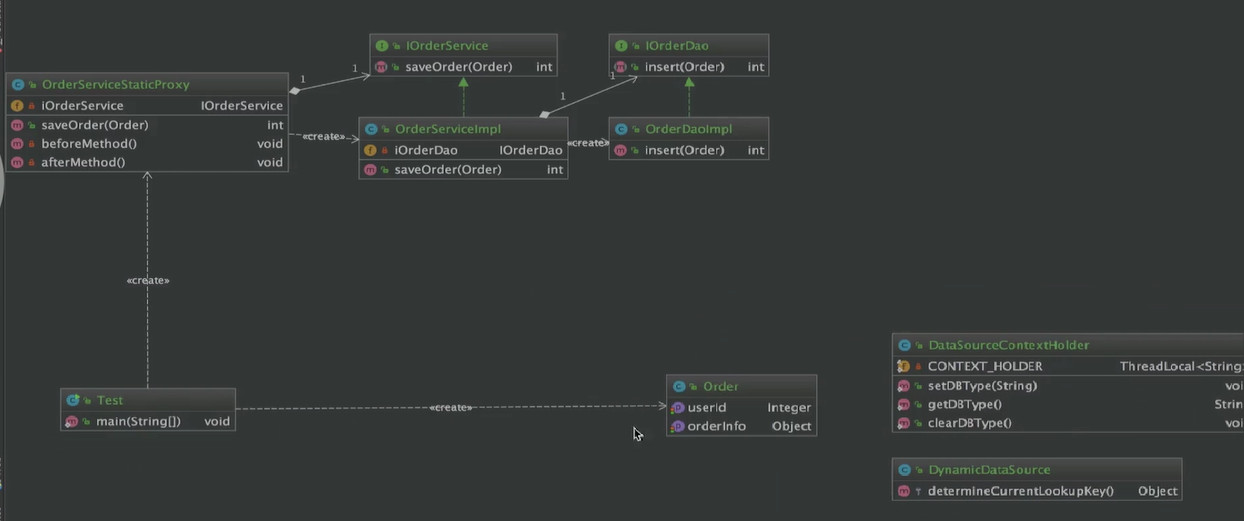 IOrderService
saveOrder(Order) int
IOrderDao
insert(Order) int
OrderServiceStaticProxy
iOrderService IOrderService
saveOrder(Order) int
beforeMethod() void
afterMethod() void
1
1
1
1
«create»
OrderServiceImpl
iOrderDao IOrderDao
saveOrder(Order) int
«create»
OrderDaoImpl
insert(Order) int
«create»
Test
main(String[]) void
«create»
Order
userId Integer
orderInfo Object
DataSourceContextHolder
CONTEXT_HOLDER ThreadLocal<String
setDBType(String) voi
getDBType() Strin
clearDBType() voi
DynamicDataSource
determineCurrentLookupKey() Object